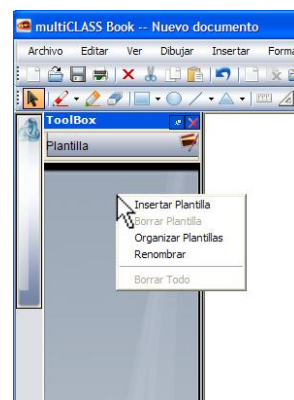 multiCLASS Book -- Nuevo documento
Archivo Editar Ver Dibujar Insertar Forma
ToolBox
Plantilla
Insertar Plantilla
Borrar Plantilla
Organizar Plantillas
Renombrar
Borrar Todo